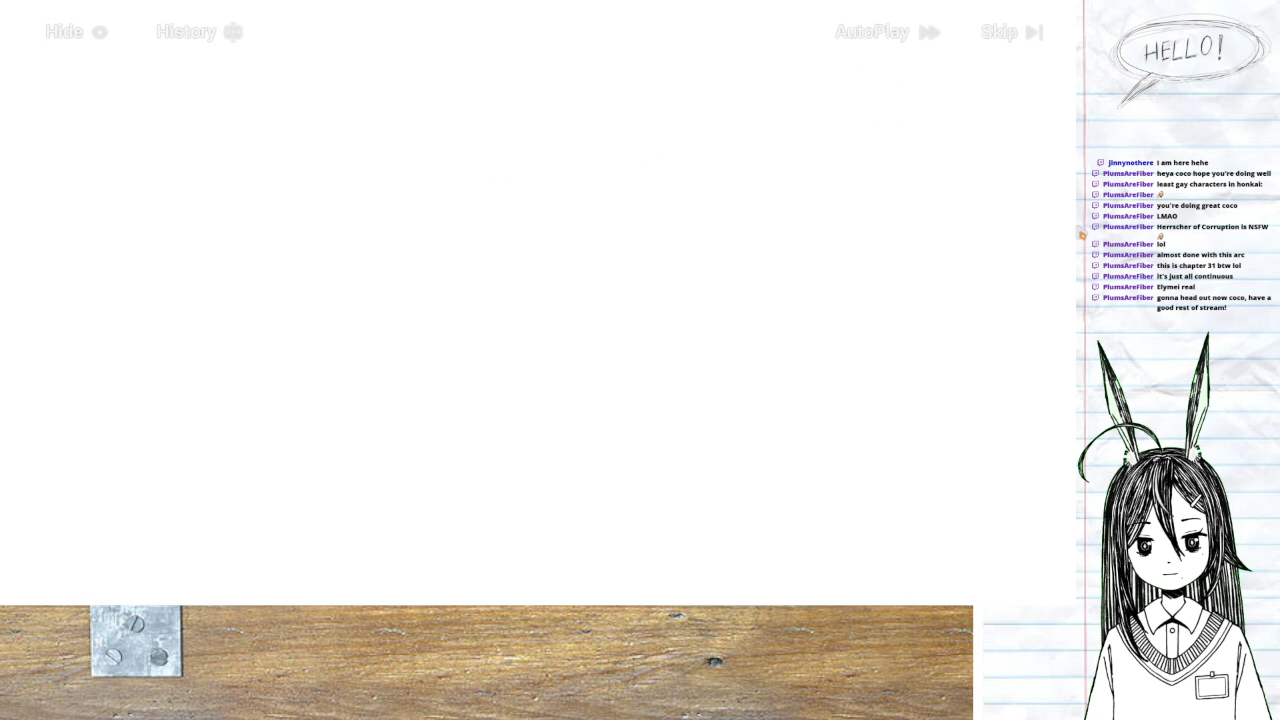 Hide
History
AutoPlay
Skip
HELLO!
jinnynothere I am here hehe
PlumsAreFiber heya coco hope you're doing well
PlumsAreFiber least gay characters in honkai:
PlumsAreFiber
PlumsAreFiber you're doing great coco
PlumsAreFiber LMAO
PlumsAreFiber Herrscher of Corruption is NSFW
PlumsAreFiber lol
PlumsAreFiber almost done with this arc
PlumsAreFiber this is chapter 31 btw lol
PlumsAreFiber it's just all continuous
PlumsAreFiber Elymei real
PlumsAreFiber gonna head out now coco, have a
good rest of stream!